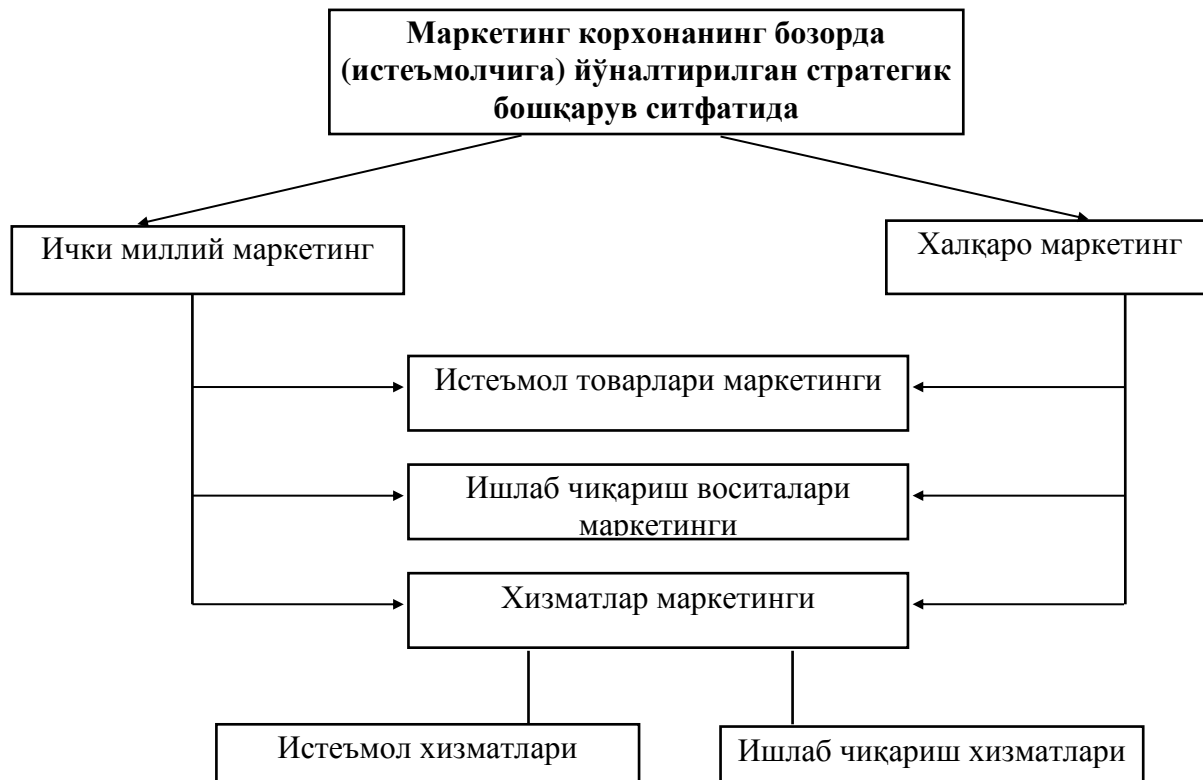 Маркетинг корхонанинг бозорда
(истеъмолчига) йўналтирилган стратегик
бошқарув ситфатида
Ички миллий маркетинг
Халқаро маркетинг
Истеъмол товарлари маркетинги
Ишлаб чиқариш воситалари
маркетинги
Хизматлар маркетинги
Истеъмол хизматлари
Ишлаб чиқариш хизматлари